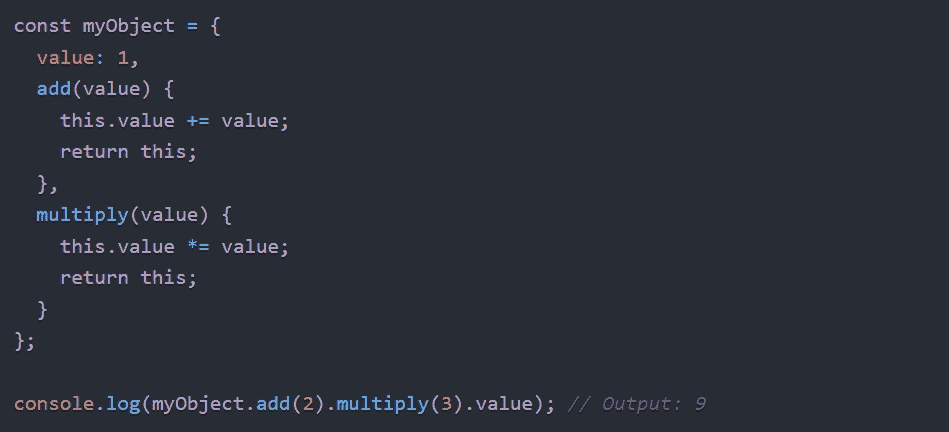 const myObject = {
  value: 1,
  add(value) {
    this.value += value;
    return this;
  },
  multiply(value) {
    this.value *= value;
    return this;
  }
};

console.log(myObject.add(2).multiply(3).value); // Output: 9